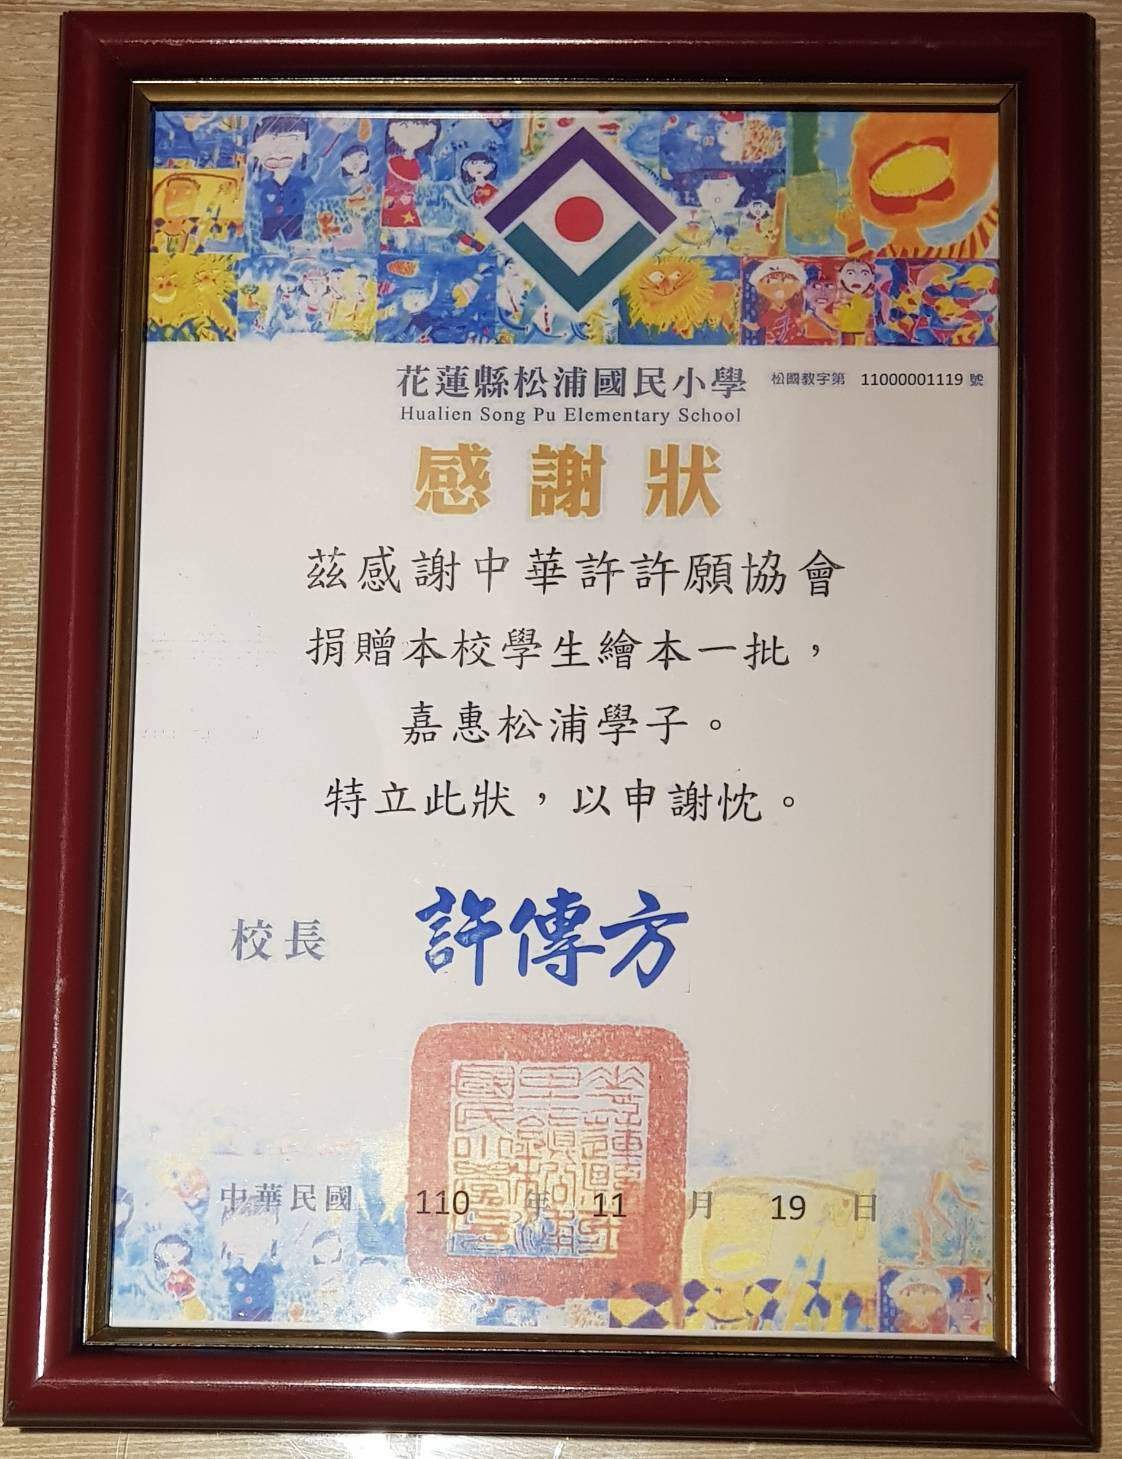 花蓮縣松浦國民小學
松國教字第 11000001119 號
Hualien Song Pu Elementary School
感謝狀
茲感謝中華許許願協會
捐贈本校學生繪本一批，
嘉惠松浦學子。
特立此狀，以申謝忱。
校長 許傳方
中華民國 110 年 11 月 19 日